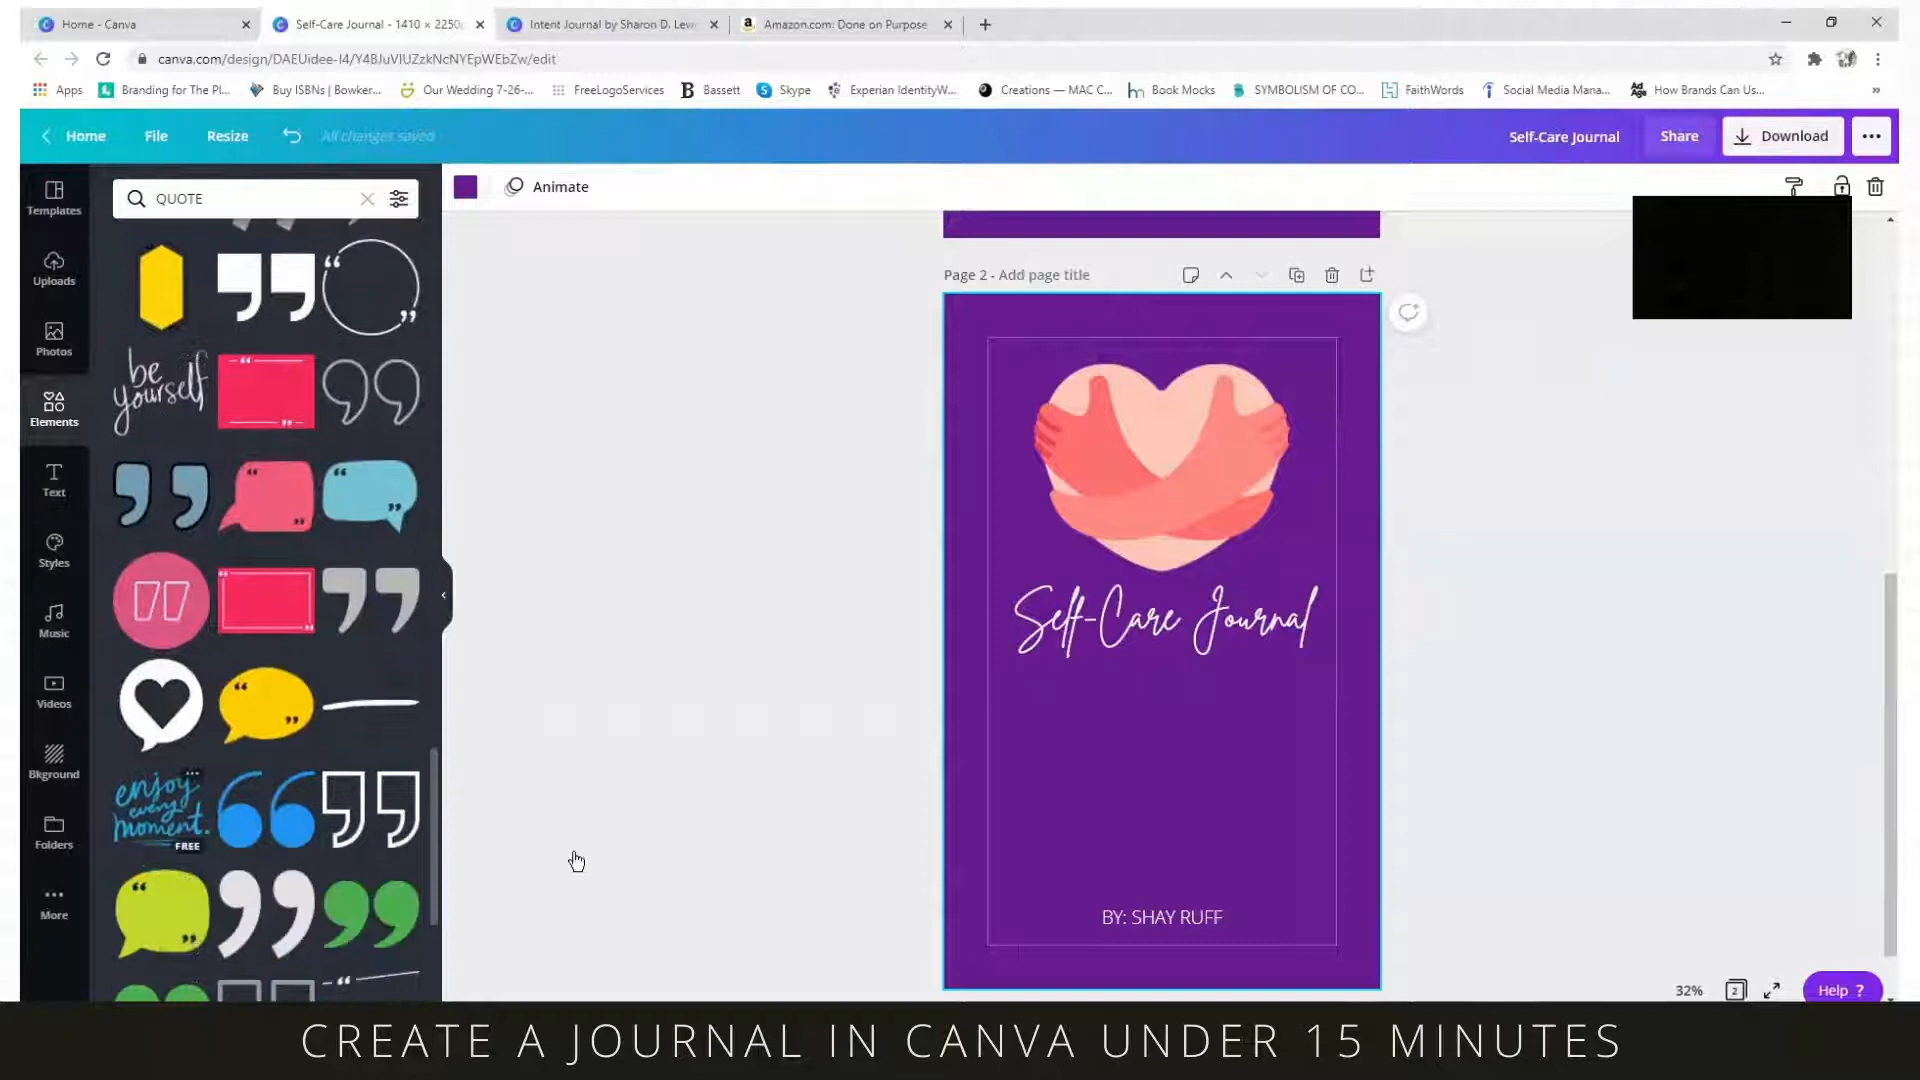 Home - Canva
Self-Care Journal - 1410 × 2250
Intent Journal by Sharon D. Lew
a Amazon.com: Done on Purpose
canva.com/design/DAEUidee-I4/Y4BJuVIUZzkNcNYEpWEbZw/edit
Apps
Branding for The Pl...
Buy ISBNs | Bowker...
Our Wedding 7-26-...
FreeLogoServices
B Bassett
S Skype
Experian IdentityW...
Creations — MAC C...
hm Book Mocks
SYMBOLISM OF CO...
FaithWords
Social Media Mana...
Ad Age How Brands Can Us...
»
Home
File
Resize
All changes saved
Self-Care Journal
Share
Download
Templates
Uploads
Photos
Elements
Text
Styles
Music
Videos
Bkground
Folders
More
QUOTE
be
yourself
enjoy
every
moment.
FREE
Animate
Page 2 - Add page title
Self-Care Journal
BY: SHAY RUFF
32%
2
Help ?
CREATE A JOURNAL IN CANVA UNDER 15 MINUTES